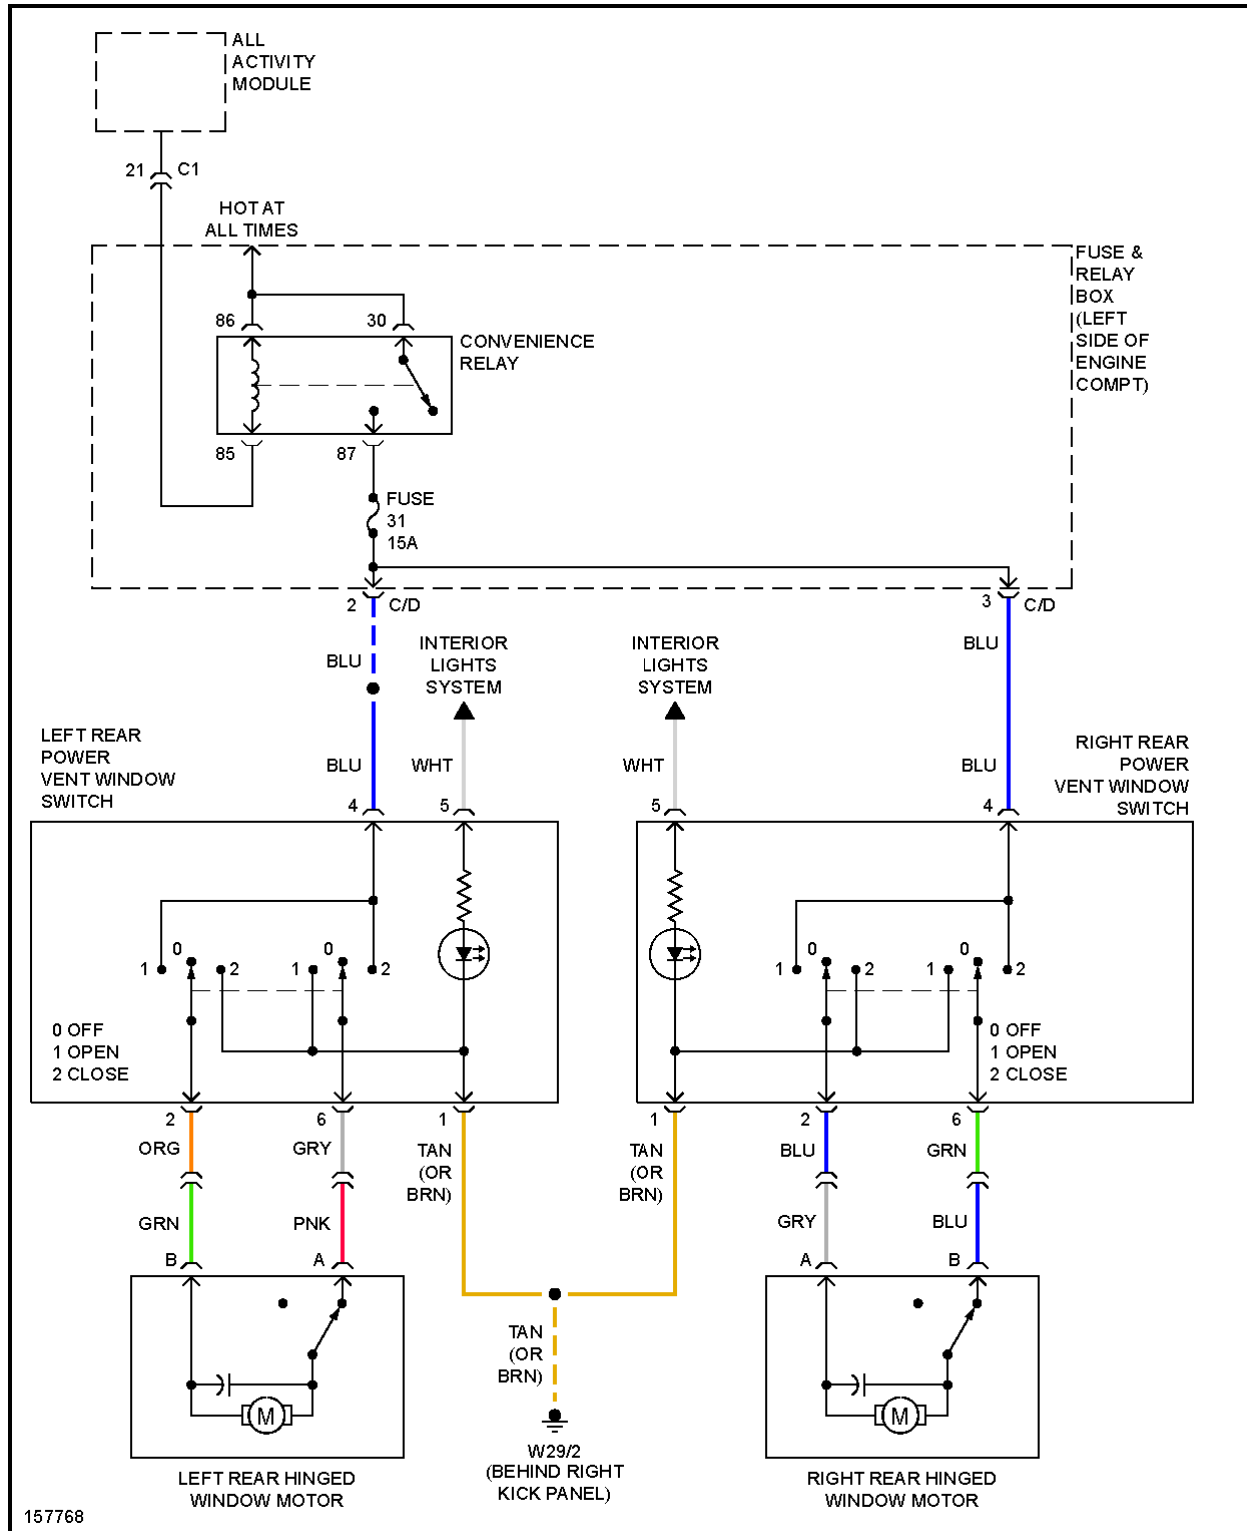 ALL
ACTIVITY
MODULE
21 C1
HOT AT
ALL TIMES
FUSE &
RELAY
BOX
(LEFT
SIDE OF
ENGINE
COMPT)
86 30
CONVENIENCE
RELAY
85 87
FUSE
31
15A
2 C/D
3 C/D
BLU
INTERIOR
LIGHTS
SYSTEM
INTERIOR
LIGHTS
SYSTEM
BLU
LEFT REAR
POWER
VENT WINDOW
SWITCH
BLU WHT WHT BLU
RIGHT REAR
POWER
VENT WINDOW
SWITCH
4 5 5 4
0 0 0 0
1 2 1 2 1 2 1 2
0 OFF
1 OPEN
2 CLOSE
0 OFF
1 OPEN
2 CLOSE
2 6 1 1 2 6
ORG GRY
TAN
(OR
BRN)
TAN
(OR
BRN)
BLU GRN
GRN PNK GRY BLU
B A A B
TAN
(OR
BRN)
M M
W29/2
(BEHIND RIGHT
KICK PANEL)
LEFT REAR HINGED
WINDOW MOTOR
RIGHT REAR HINGED
WINDOW MOTOR
157768